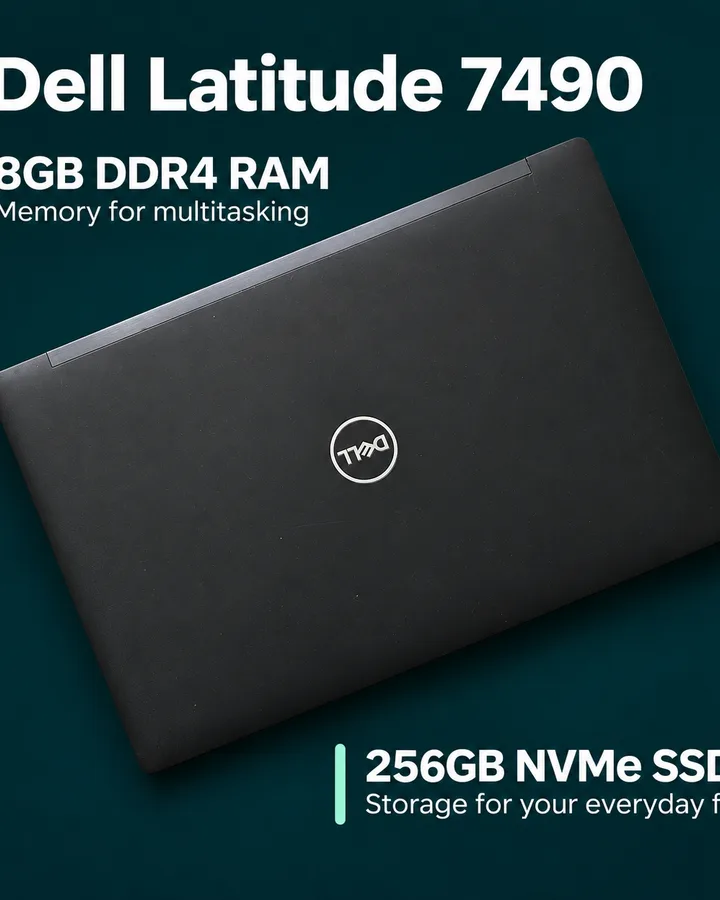 Dell Latitude 7490
8GB DDR4 RAM
Memory for multitasking
DELL
256GB NVMe SSD
Storage for your everyday f